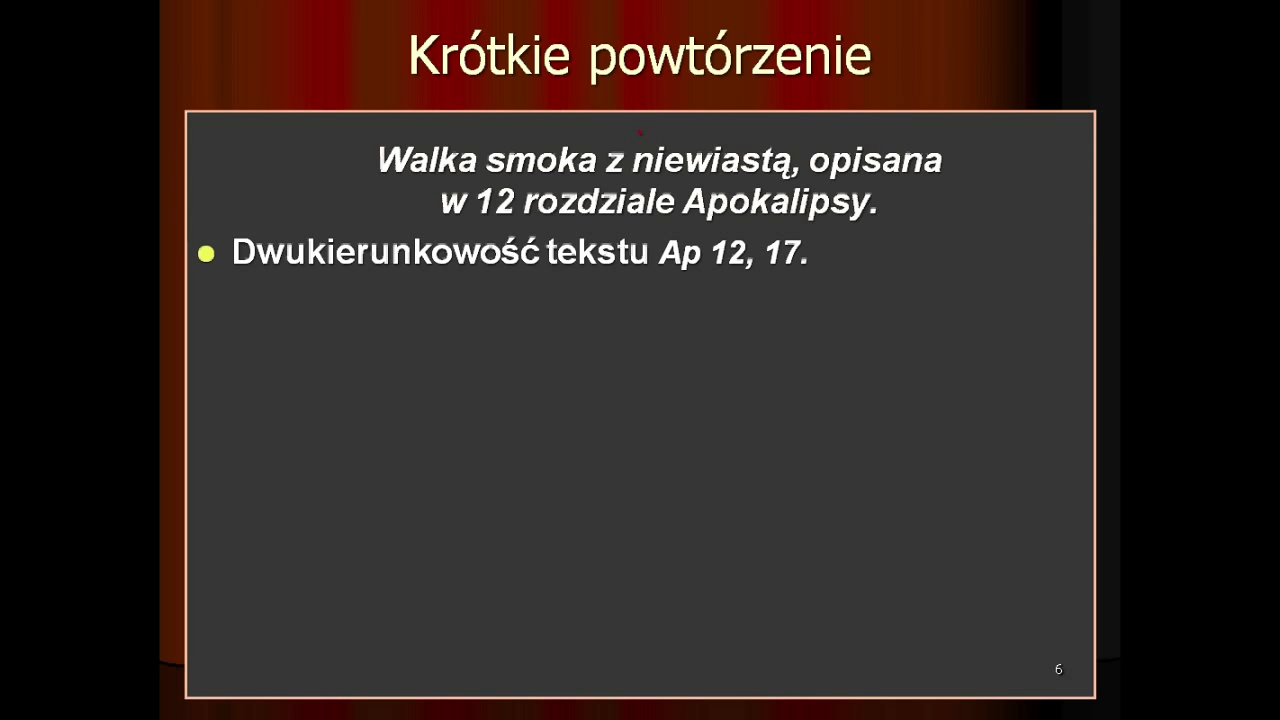 Krótkie powtórzenie
Walka smoka z niewiastą, opisana
w 12 rozdziale Apokalipsy.
Dwukierunkowość tekstu Ap 12, 17.
6